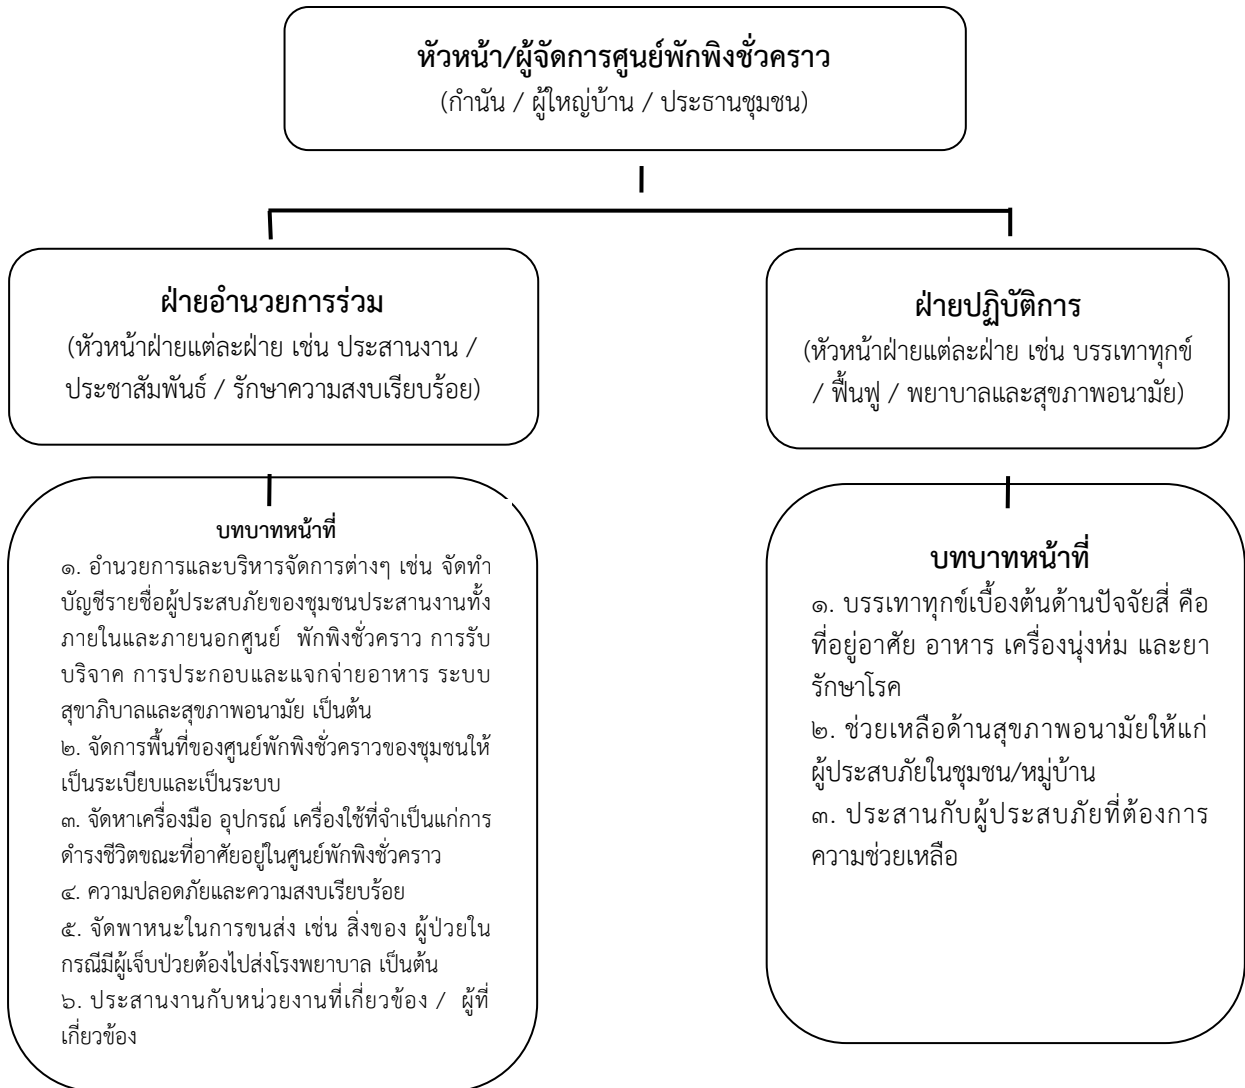 หัวหน้า/ผู้จัดการศูนย์พักพิงชั่วคราว
(กำนัน / ผู้ใหญ่บ้าน / ประธานชุมชน)
ฝ่ายอำนวยการร่วม
(หัวหน้าฝ่ายแต่ละฝ่าย เช่น ประสานงาน /
ประชาสัมพันธ์ / รักษาความสงบเรียบร้อย)
ฝ่ายปฏิบัติการ
(หัวหน้าฝ่ายแต่ละฝ่าย เช่น บรรเทาทุกข์
/ ฟื้นฟู / พยาบาลและสุขภาพอนามัย)
บทบาทหน้าที่
๑. อำนวยการและบริหารจัดการต่างๆ เช่น จัดทำ
บัญชีรายชื่อผู้ประสบภัยของชุมชนประสานงานทั้ง
ภายในและภายนอกศูนย์ พักพิงชั่วคราว การรับ
บริจาค การประกอบและแจกจ่ายอาหาร ระบบ
สุขาภิบาลและสุขภาพอนามัย เป็นต้น
๒. จัดการพื้นที่ของศูนย์พักพิงชั่วคราวของชุมชนให้
เป็นระเบียบและเป็นระบบ
๓. จัดหาเครื่องมือ อุปกรณ์ เครื่องใช้ที่จำเป็นแก่การ
ดำรงชีวิตขณะที่อาศัยอยู่ในศูนย์พักพิงชั่วคราว
๔. ความปลอดภัยและความสงบเรียบร้อย
๕. จัดพาหนะในการขนส่ง เช่น สิ่งของ ผู้ป่วยใน
กรณีมีผู้เจ็บป่วยต้องไปส่งโรงพยาบาล เป็นต้น
๖. ประสานงานกับหน่วยงานที่เกี่ยวข้อง / ผู้ที่
เกี่ยวข้อง
บทบาทหน้าที่
๑. บรรเทาทุกข์เบื้องต้นด้านปัจจัยสี่ คือ
ที่อยู่อาศัย อาหาร เครื่องนุ่งห่ม และยา
รักษาโรค
๒. ช่วยเหลือด้านสุขภาพอนามัยให้แก่
ผู้ประสบภัยในชุมชน/หมู่บ้าน
๓. ประสานกับผู้ประสบภัยที่ต้องการ
ความช่วยเหลือ